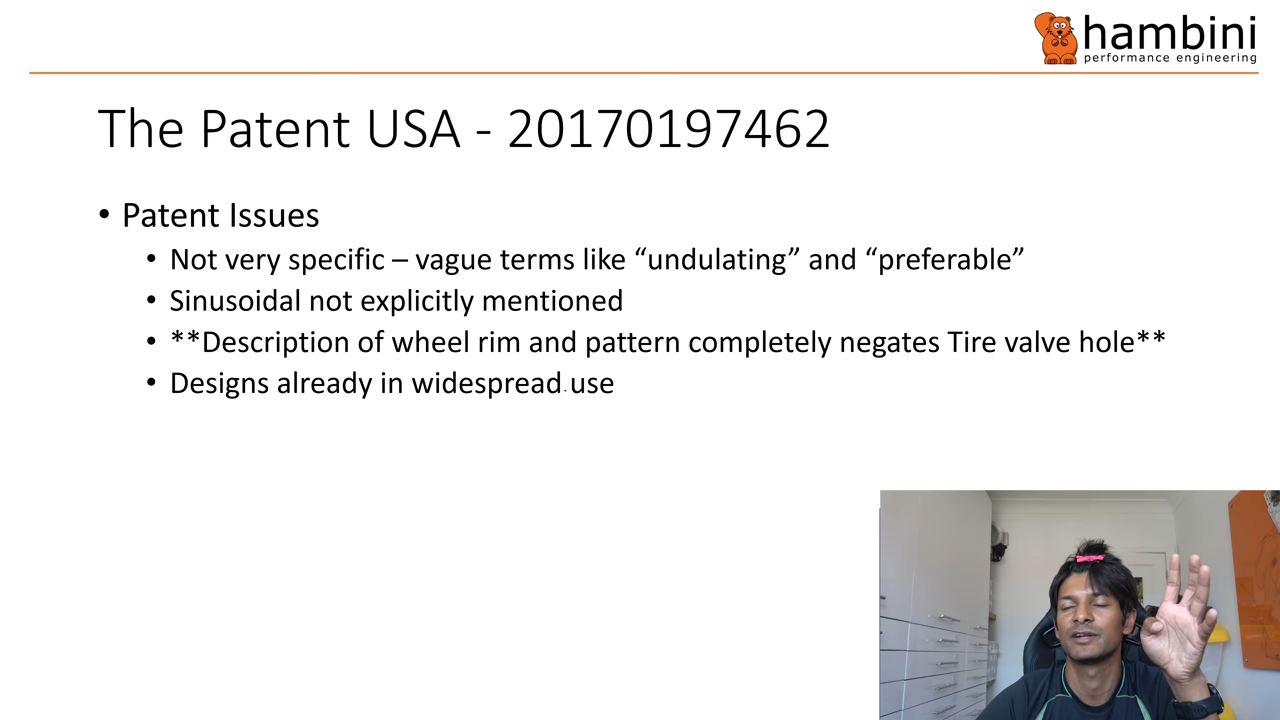 hambini
performance engineering
The Patent USA - 20170197462
• Patent Issues
• Not very specific – vague terms like “undulating” and “preferable”
• Sinusoidal not explicitly mentioned
• **Description of wheel rim and pattern completely negates Tire valve hole**
• Designs already in widespread use